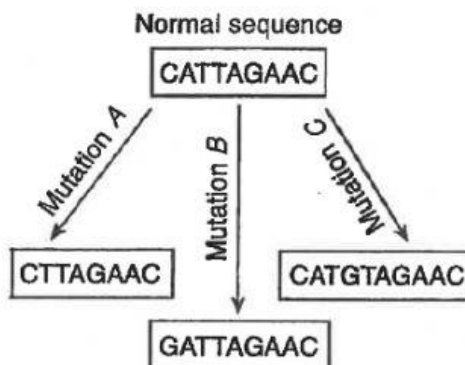 Normal sequence
CATTAGAAC
Mutation A
Mutation B
Mutation C
CTTAGAAC
CATGTAGAAC
GATTAGAAC